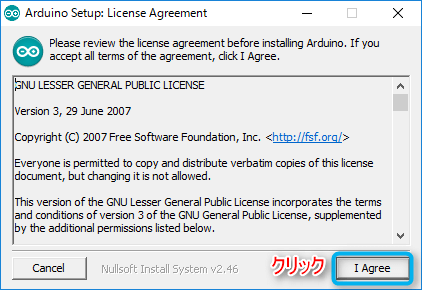 Arduino Setup: License Agreement
Please review the license agreement before installing Arduino. If you
accept all terms of the agreement, click I Agree.
GNU LESSER GENERAL PUBLIC LICENSE
Version 3, 29 June 2007
Copyright (C) 2007 Free Software Foundation, Inc. <http://fsf.org/>
Everyone is permitted to copy and distribute verbatim copies of this license
document, but changing it is not allowed.
This version of the GNU Lesser General Public License incorporates the terms
and conditions of version 3 of the GNU General Public License, supplemented
by the additional permissions listed below.
Cancel
Nullsoft Install System v2.46
クリック
I Agree